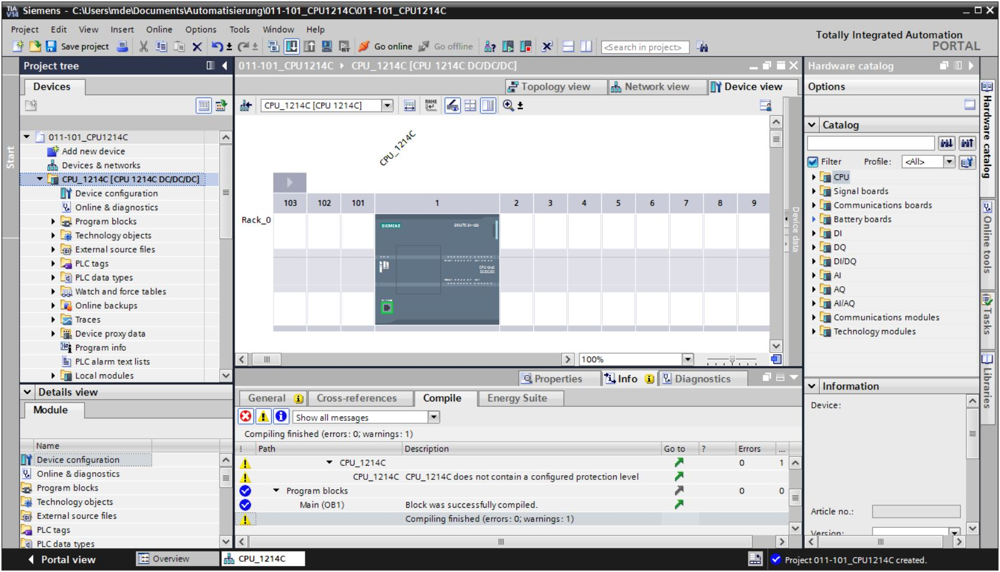 TIA V14 Siemens - C:\Users\mde\Documents\Automatisierung\011-101_CPU1214C\011-101_CPU1214C
Project Edit View Insert Online Options Tools Window Help
Totally Integrated Automation
PORTAL
Save project Go online Go offline <Search in project>
Project tree
Devices
Start
011-101_CPU1214C
Add new device
Devices & networks
CPU_1214C [CPU 1214C DC/DC/DC]
Device configuration
Online & diagnostics
Program blocks
Technology objects
External source files
PLC tags
PLC data types
Watch and force tables
Online backups
Traces
Device proxy data
Program info
PLC alarm text lists
Local modules
Details view
Module
Name
Device configuration
Online & diagnostics
Program blocks
Technology objects
External source files
PLC tags
PLC data types
011-101_CPU1214C CPU_1214C [CPU 1214C DC/DC/DC]
Topology view Network view Device view
CPU_1214C [CPU 1214C]
CPU_1214C
103 102 101 1 2 3 4 5 6 7 8 9
Rack_0
SIEMENS
CPU 1214C
DC/DC/DC
Device data
100%
Properties Info Diagnostics
General Cross-references Compile Energy Suite
Show all messages
Compiling finished (errors: 0; warnings: 1)
! Path Description Go to ? Errors ...
CPU_1214C 0 1
CPU_1214C CPU_1214C does not contain a configured protection level
Program blocks 0 0
Main (OB1) Block was successfully compiled.
Compiling finished (errors: 0; warnings: 1)
Hardware catalog
Options
Catalog
Filter Profile: <All>
CPU
Signal boards
Communications boards
Battery boards
DI
DQ
DI/DQ
AI
AQ
AI/AQ
Communications modules
Technology modules
Information
Device:
Article no.:
Version:
Hardware catalog
Online tools
Tasks
Libraries
Portal view Overview CPU_1214C Project 011-101_CPU1214C created.